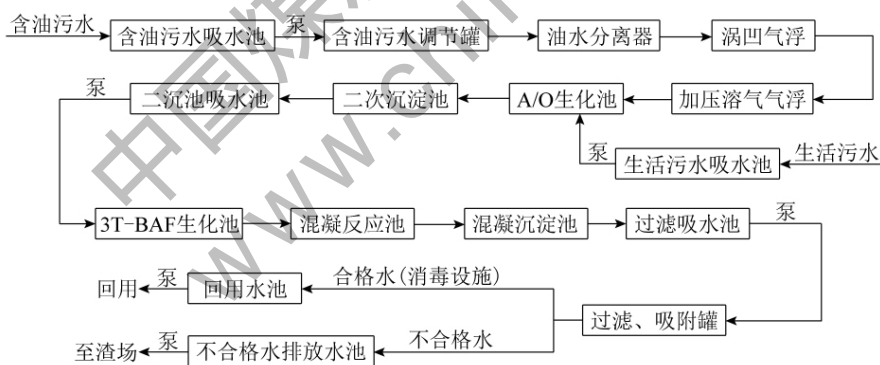 含油污水
含油污水吸水池
泵
含油污水调节罐
油水分离器
涡凹气浮
泵
二沉池吸水池
二次沉淀池
A/O生化池
加压溶气气浮
泵
生活污水吸水池
生活污水
3T-BAF生化池
混凝反应池
混凝沉淀池
过滤吸水池
泵
回用
泵
回用水池
合格水(消毒设施)
过滤、吸附罐
至渣场
泵
不合格水排放水池
不合格水
中国煤
www.chin